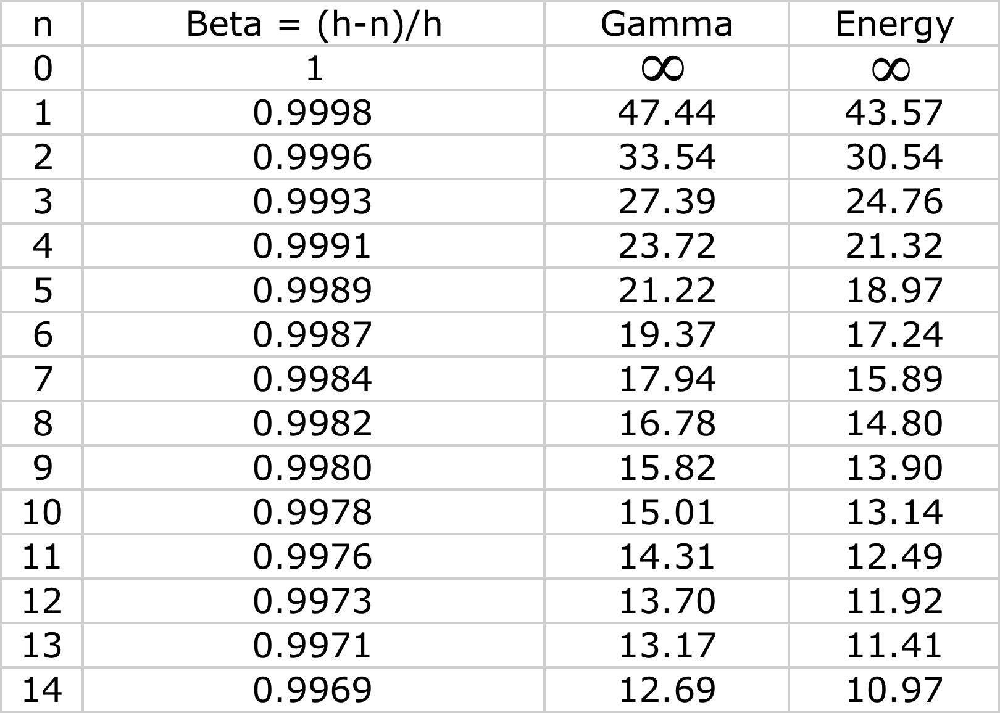 n Beta = (h-n)/h Gamma Energy
0 1 ∞ ∞
1 0.9998 47.44 43.57
2 0.9996 33.54 30.54
3 0.9993 27.39 24.76
4 0.9991 23.72 21.32
5 0.9989 21.22 18.97
6 0.9987 19.37 17.24
7 0.9984 17.94 15.89
8 0.9982 16.78 14.80
9 0.9980 15.82 13.90
10 0.9978 15.01 13.14
11 0.9976 14.31 12.49
12 0.9973 13.70 11.92
13 0.9971 13.17 11.41
14 0.9969 12.69 10.97